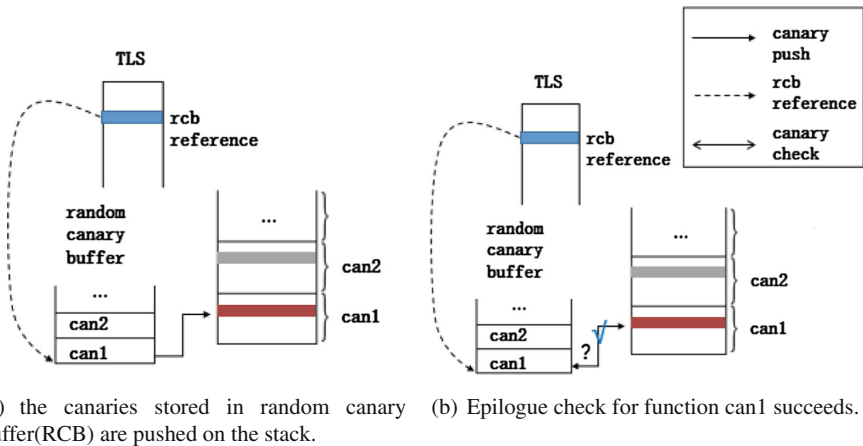 TLS
rcb
reference
random
canary
buffer
...
can2
can1
...
can2
can1
TLS
rcb
reference
random
canary
buffer
...
can2
can1
?
√
...
can2
can1
canary
push
rcb
reference
canary
check
) the canaries stored in random canary
uffer(RCB) are pushed on the stack.
(b) Epilogue check for function can1 succeeds.